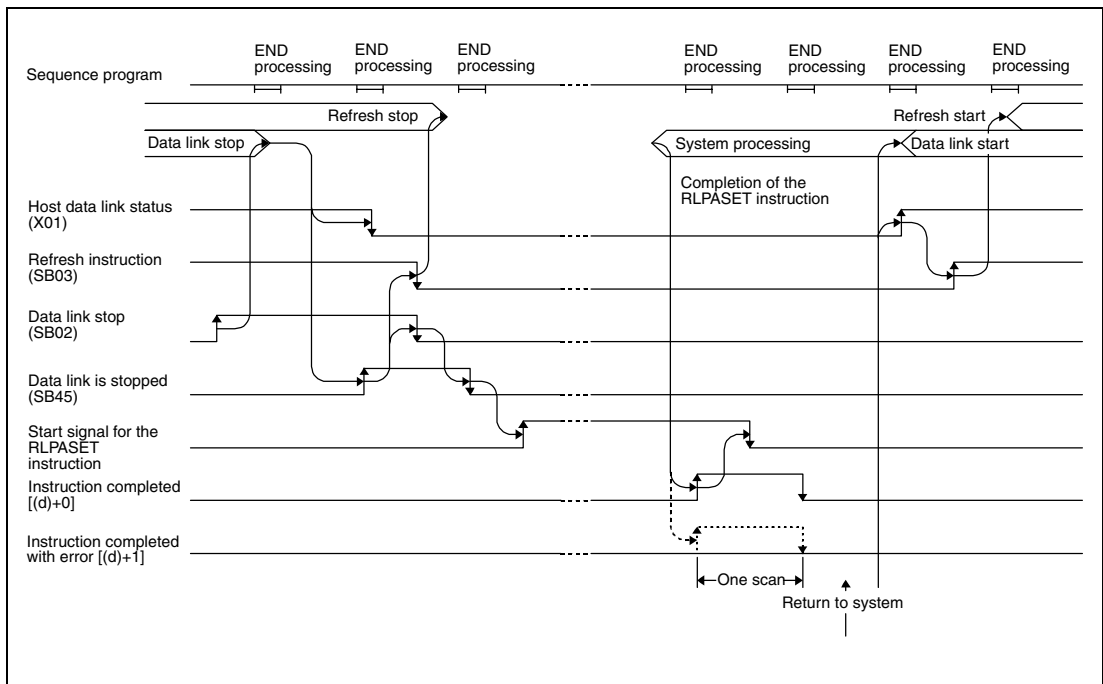 END processing
END processing
END processing
END processing
END processing
END processing
END processing
Sequence program
Refresh stop
Refresh start
Data link stop
System processing
Data link start
Completion of the
RLPASET instruction
Host data link status
(X01)
Refresh instruction
(SB03)
Data link stop
(SB02)
Data link is stopped
(SB45)
Start signal for the
RLPASET
instruction
Instruction completed
[(d)+0]
Instruction completed
with error [(d)+1]
One scan
Return to system